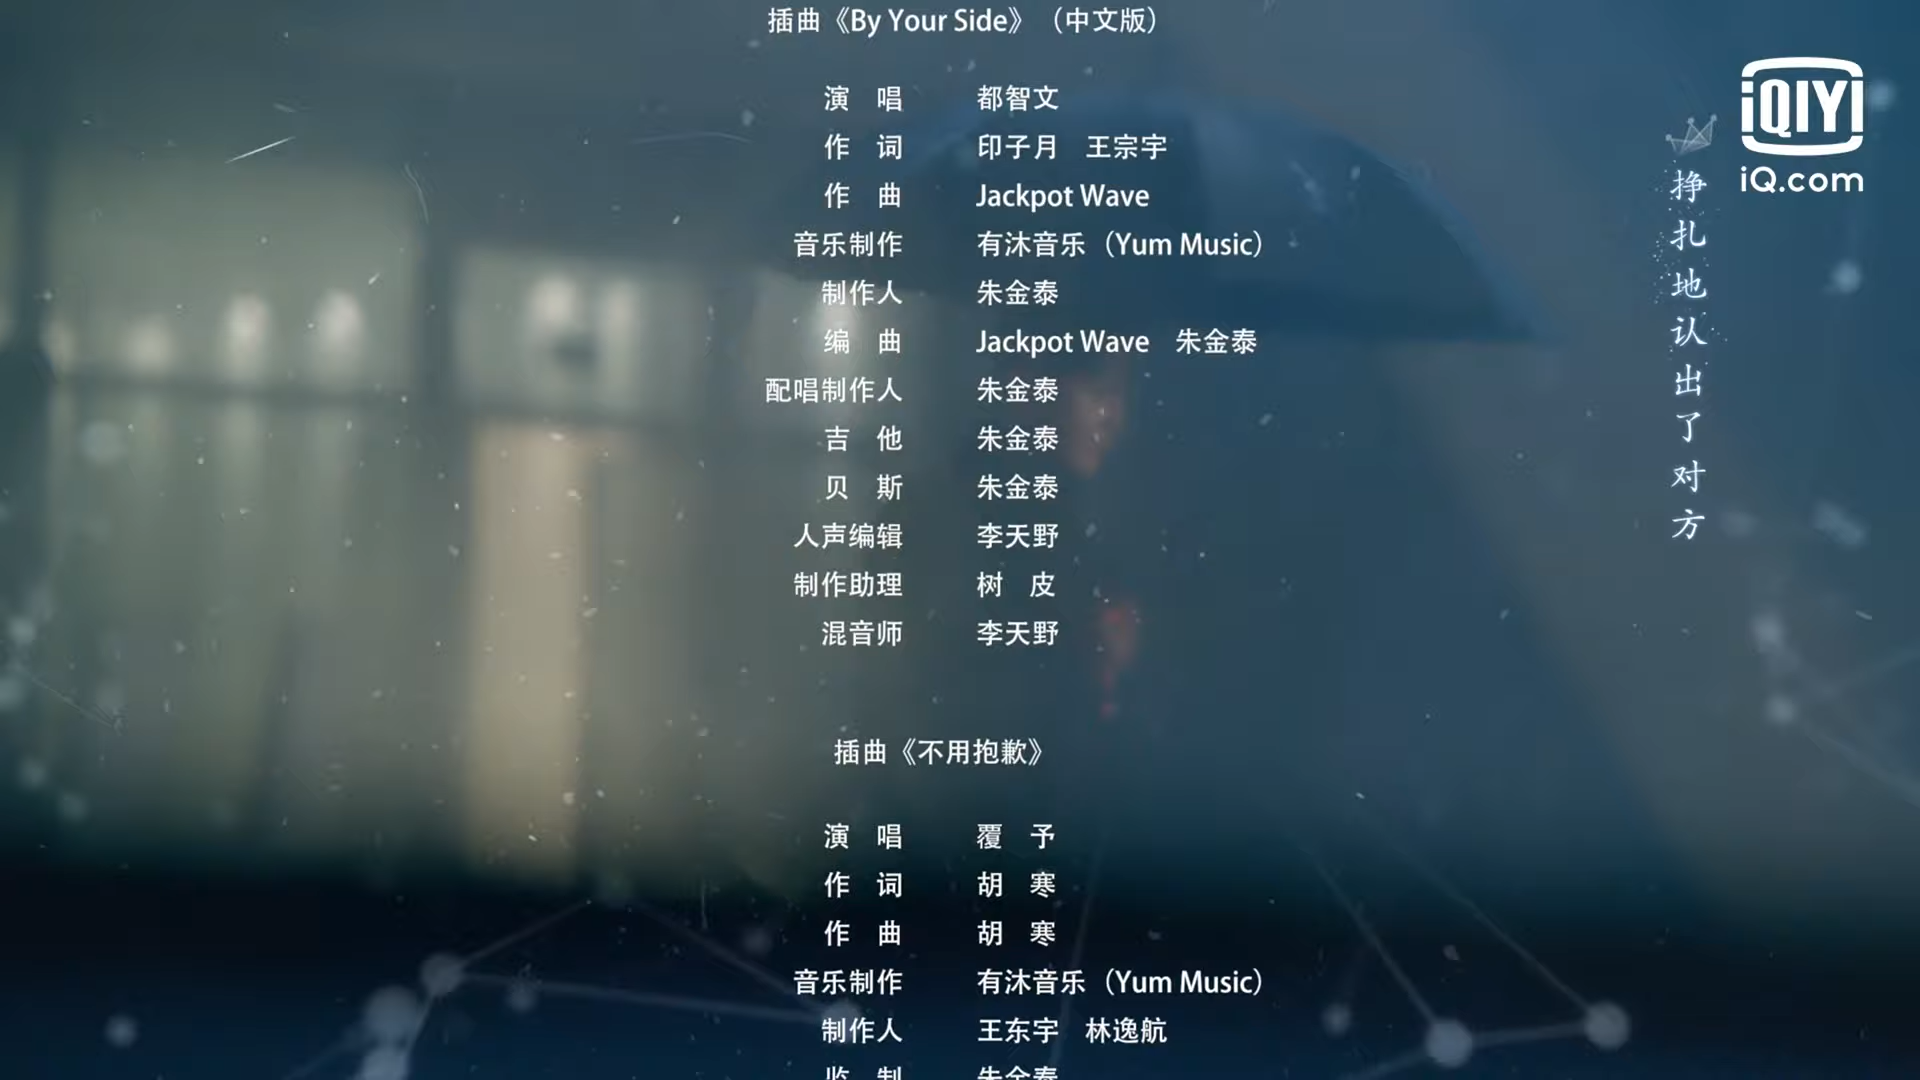 插曲《By Your Side》（中文版）
演 唱 都智文
作 词 印子月 王宗宇
作 曲 Jackpot Wave
音乐制作 有沐音乐（Yum Music）
制作人 朱金泰
编 曲 Jackpot Wave 朱金泰
配唱制作人 朱金泰
吉 他 朱金泰
贝 斯 朱金泰
人声编辑 李天野
制作助理 树 皮
混音师 李天野
插曲《不用抱歉》
演 唱 覆 予
作 词 胡 寒
作 曲 胡 寒
音乐制作 有沐音乐（Yum Music）
制作人 王东宇 林逸航
监 制 朱金泰
挣扎地认出了对方
iQIYI
iQ.com